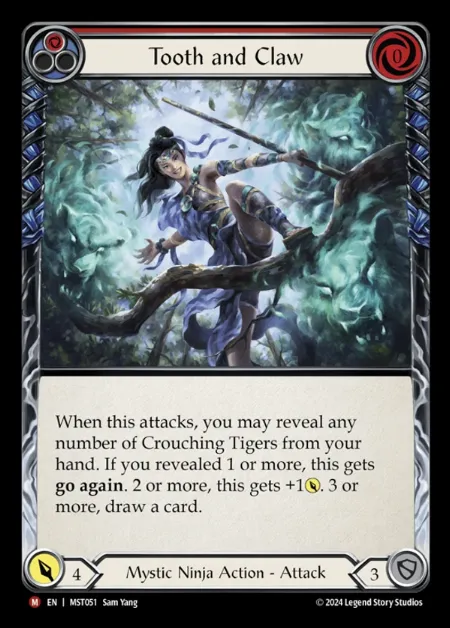 Tooth and Claw
0
When this attacks, you may reveal any
number of Crouching Tigers from your
hand. If you revealed 1 or more, this gets
go again. 2 or more, this gets +1. 3 or
more, draw a card.
4
Mystic Ninja Action - Attack
3
M EN | MST051 Sam Yang
© 2024 Legend Story Studios